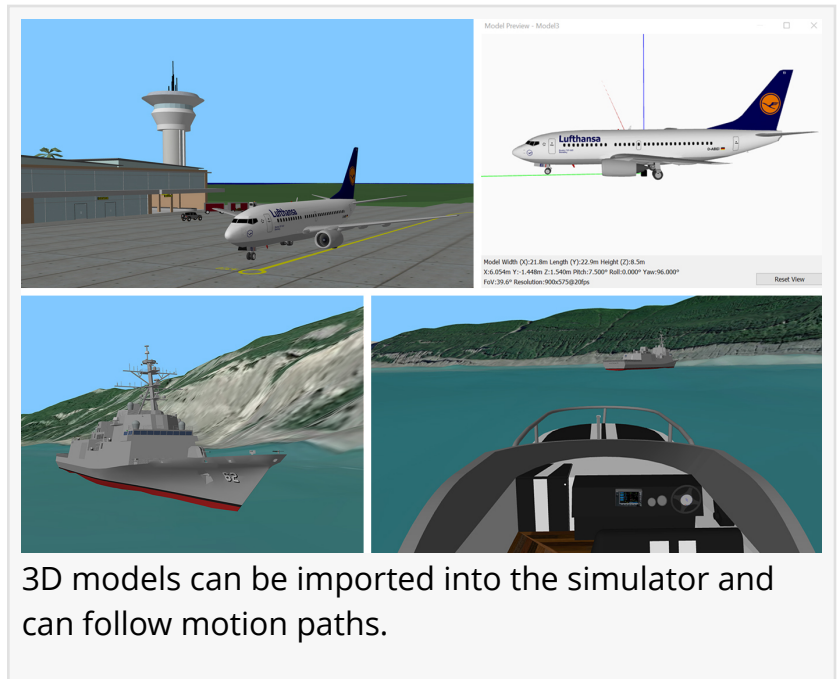 Model Preview - Model3
Lufthansa
Lufthansa
Model Width (X):21.8m Length (Y):22.9m Height (Z):8.5m
X:6.054m Y:-1.448m Z:1.540m Pitch:7.500° Roll:0.000° Yaw:96.000°
FoV:39.6° Resolution:900x575@20fps
Reset View
62
3D models can be imported into the simulator and
can follow motion paths.